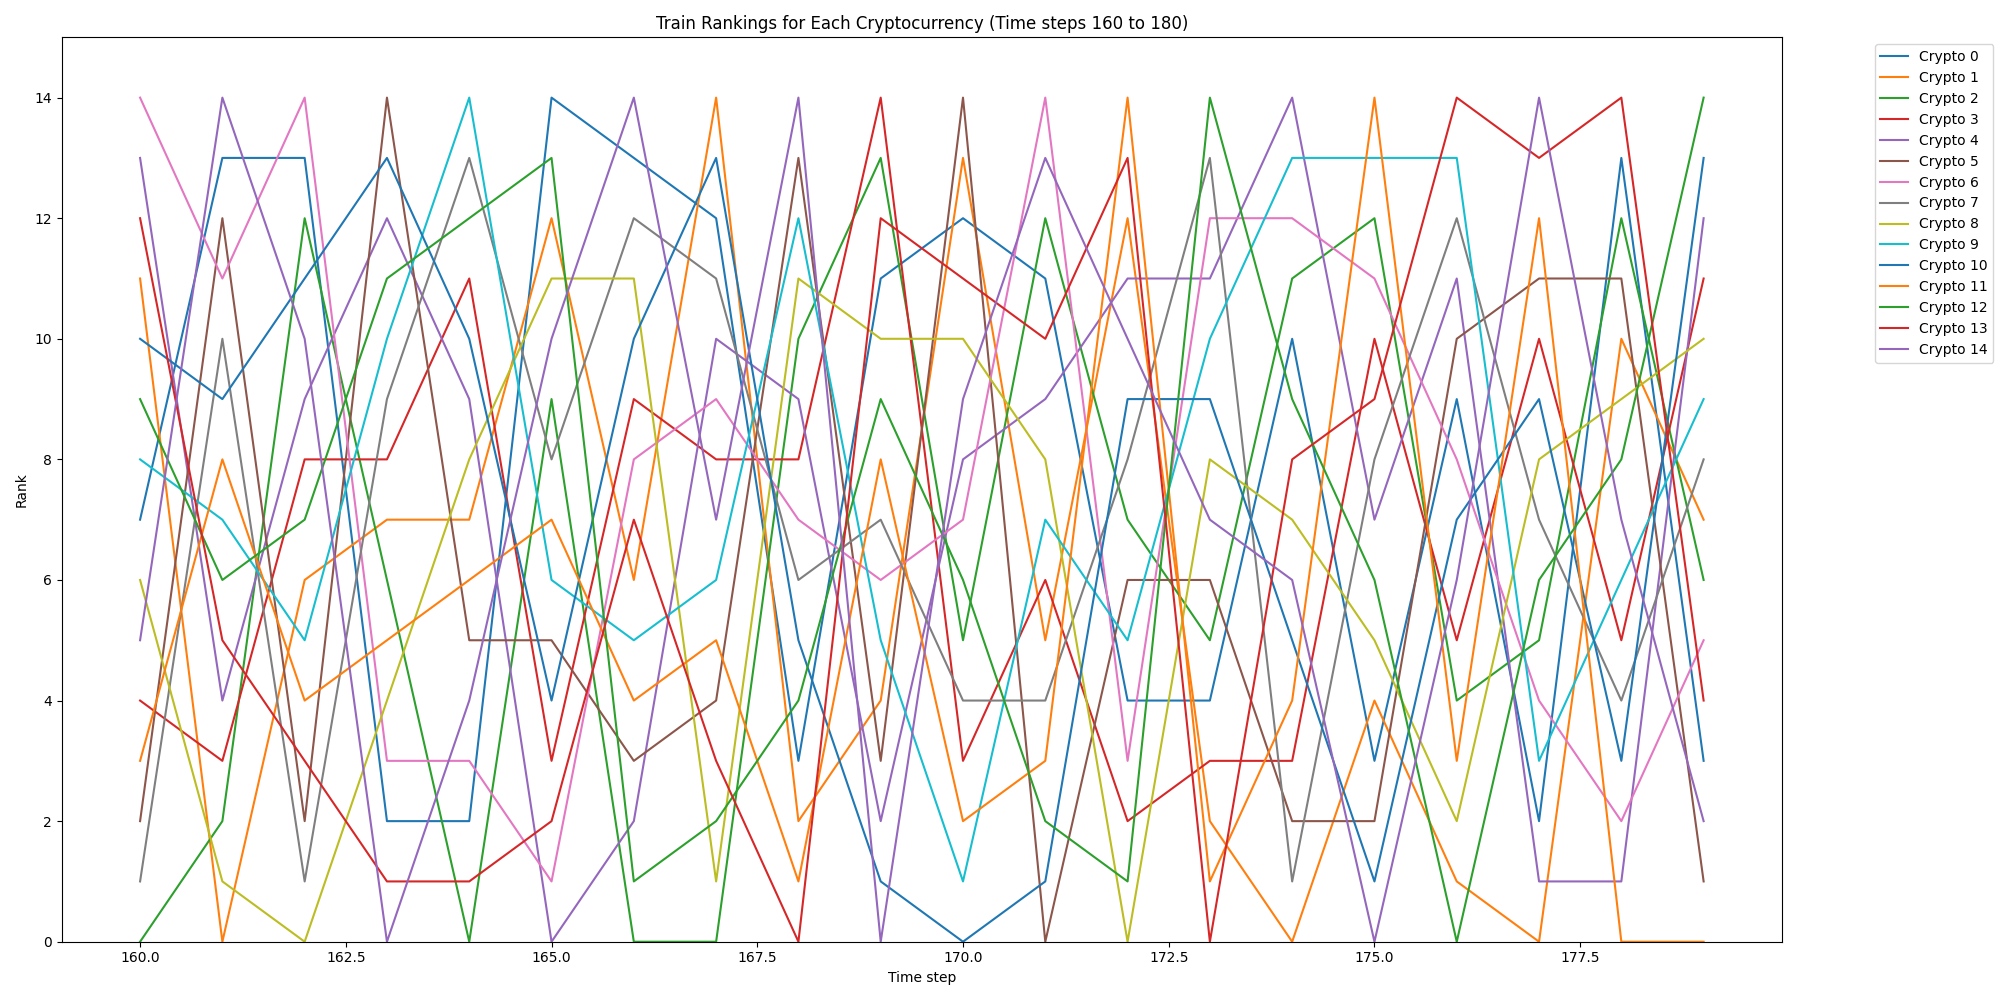 Train Rankings for Each Cryptocurrency (Time steps 160 to 180)
Rank
14
12
10
8
6
4
2
0
160.0 162.5 165.0 167.5 170.0 172.5 175.0 177.5
Time step
Crypto 0
Crypto 1
Crypto 2
Crypto 3
Crypto 4
Crypto 5
Crypto 6
Crypto 7
Crypto 8
Crypto 9
Crypto 10
Crypto 11
Crypto 12
Crypto 13
Crypto 14